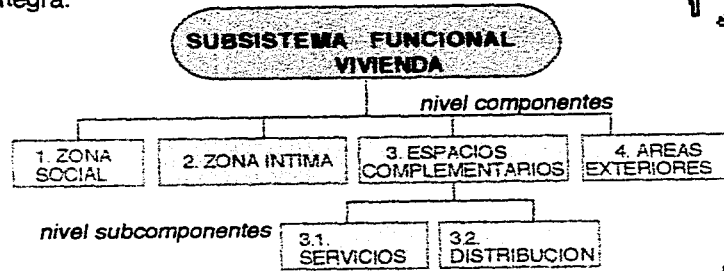 tegra:
SUBSISTEMA FUNCIONAL
VIVIENDA
nivel componentes
1. ZONA
SOCIAL
2. ZONA INTIMA
3. ESPACIOS
COMPLEMENTARIOS
4. AREAS
EXTERIORES
nivel subcomponentes
3.1.
SERVICIOS
3.2.
DISTRIBUCION